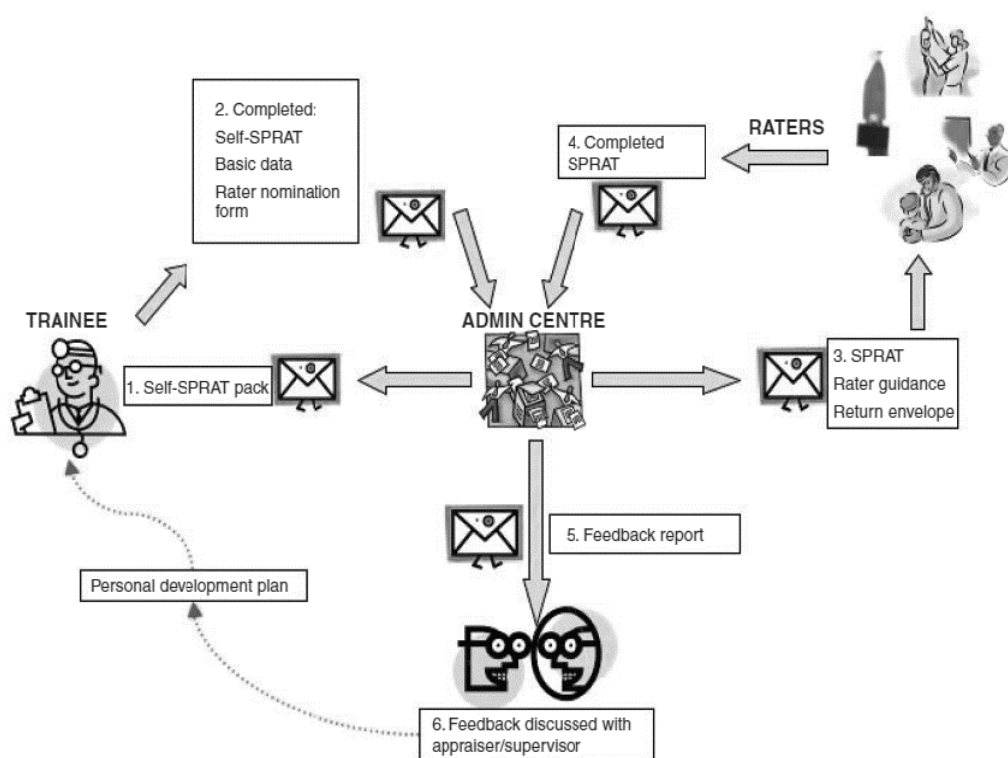 2. Completed:
Self-SPRAT
Basic data
Rater nomination
form
4. Completed
SPRAT
RATERS
TRAINEE
ADMIN CENTRE
1. Self-SPRAT pack
3. SPRAT
Rater guidance
Return envelope
5. Feedback report
Personal development plan
6. Feedback discussed with
appraiser/supervisor